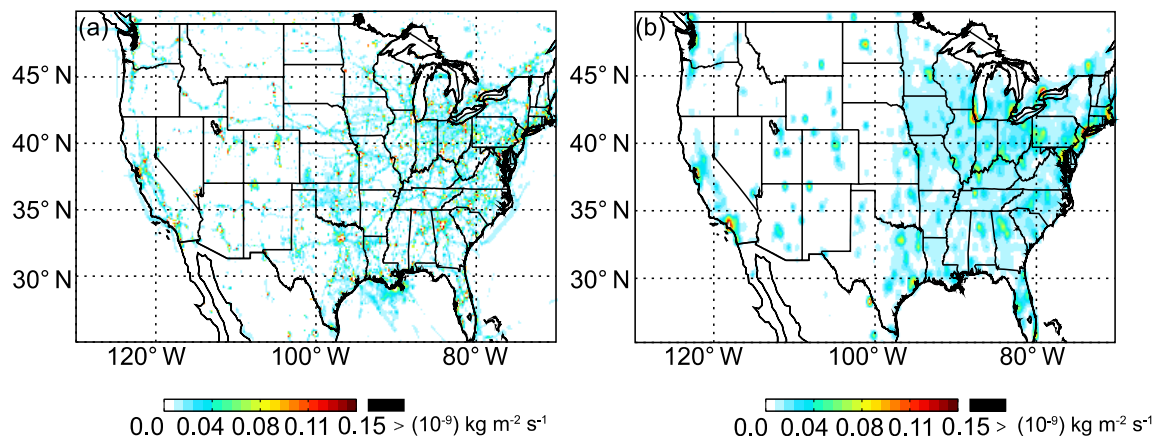 (a)
45° N
40° N
35° N
30° N
120° W 100° W 80° W
0.0 0.04 0.08 0.11 0.15 > (10⁻⁹) kg m⁻² s⁻¹
(b)
45° N
40° N
35° N
30° N
120° W 100° W 80° W
0.0 0.04 0.08 0.11 0.15 > (10⁻⁹) kg m⁻² s⁻¹